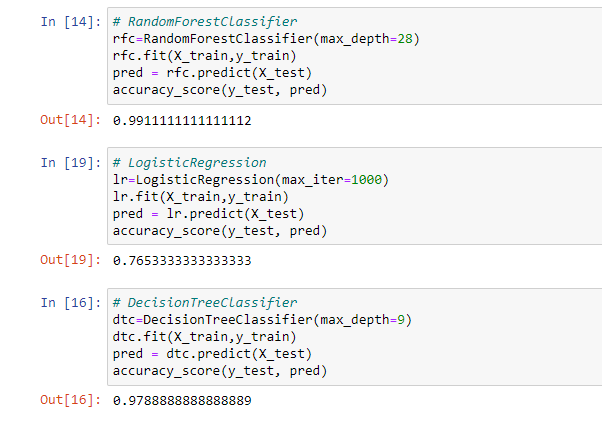 In [14]: # RandomForestClassifier
rfc=RandomForestClassifier(max_depth=28)
rfc.fit(X_train,y_train)
pred = rfc.predict(X_test)
accuracy_score(y_test, pred)
Out[14]: 0.9911111111111112
In [19]: # LogisticRegression
lr=LogisticRegression(max_iter=1000)
lr.fit(X_train,y_train)
pred = lr.predict(X_test)
accuracy_score(y_test, pred)
Out[19]: 0.7653333333333333
In [16]: # DecisionTreeClassifier
dtc=DecisionTreeClassifier(max_depth=9)
dtc.fit(X_train,y_train)
pred = dtc.predict(X_test)
accuracy_score(y_test, pred)
Out[16]: 0.9788888888888889